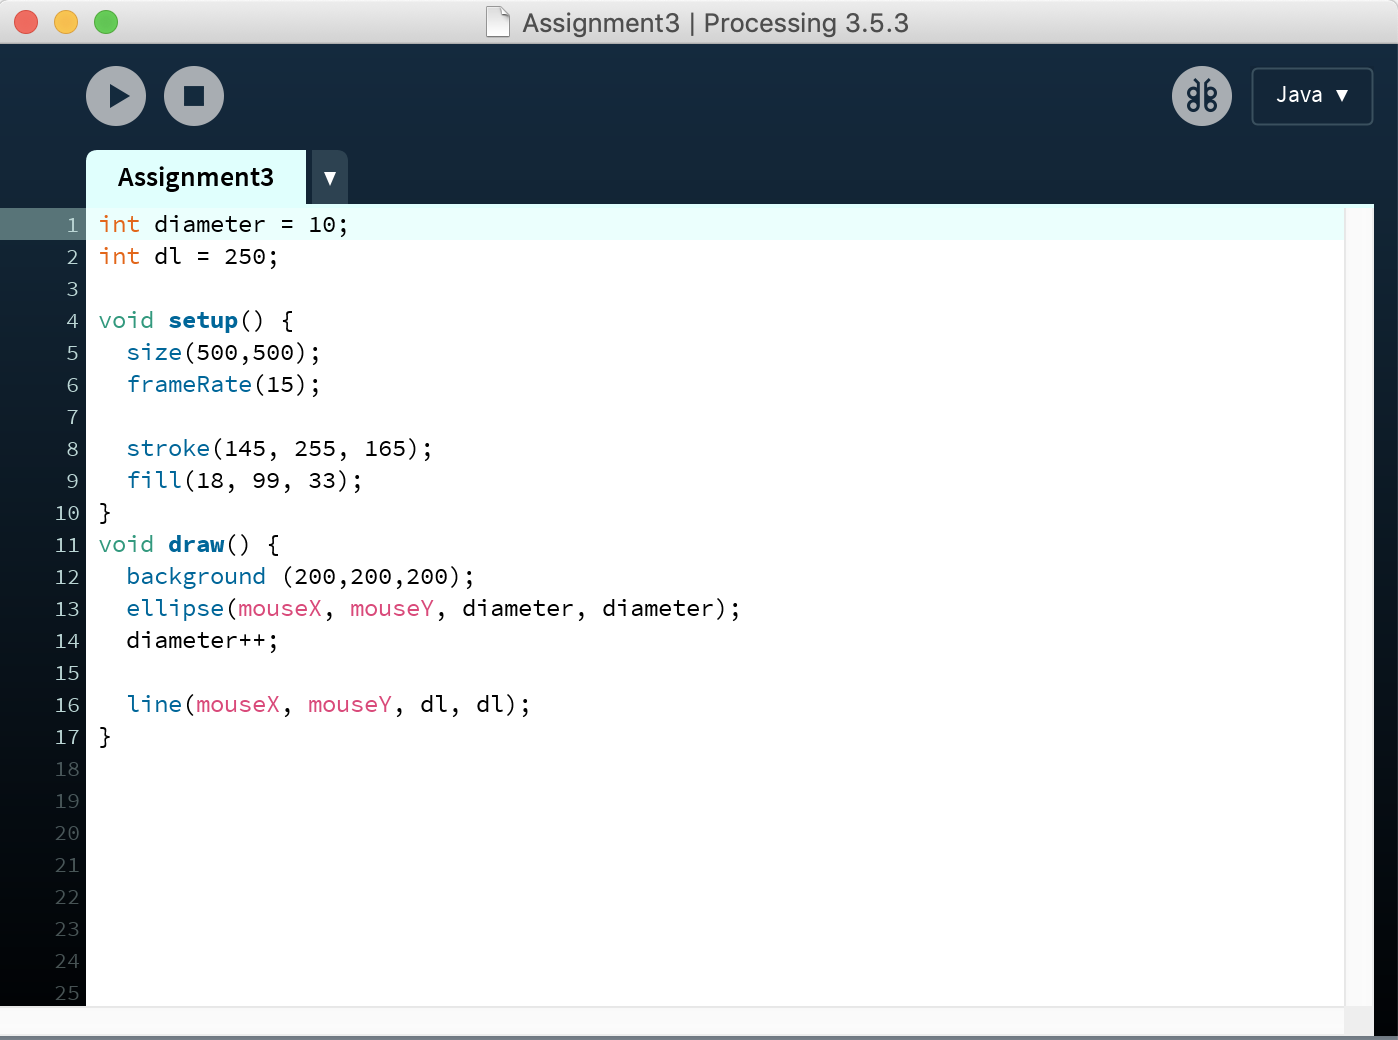 Assignment3 | Processing 3.5.3
Java ▼
Assignment3 ▼
1 int diameter = 10;
2 int dl = 250;
3
4 void setup() {
5   size(500,500);
6   frameRate(15);
7
8   stroke(145, 255, 165);
9   fill(18, 99, 33);
10 }
11 void draw() {
12   background (200,200,200);
13   ellipse(mouseX, mouseY, diameter, diameter);
14   diameter++;
15
16   line(mouseX, mouseY, dl, dl);
17 }
18
19
20
21
22
23
24
25